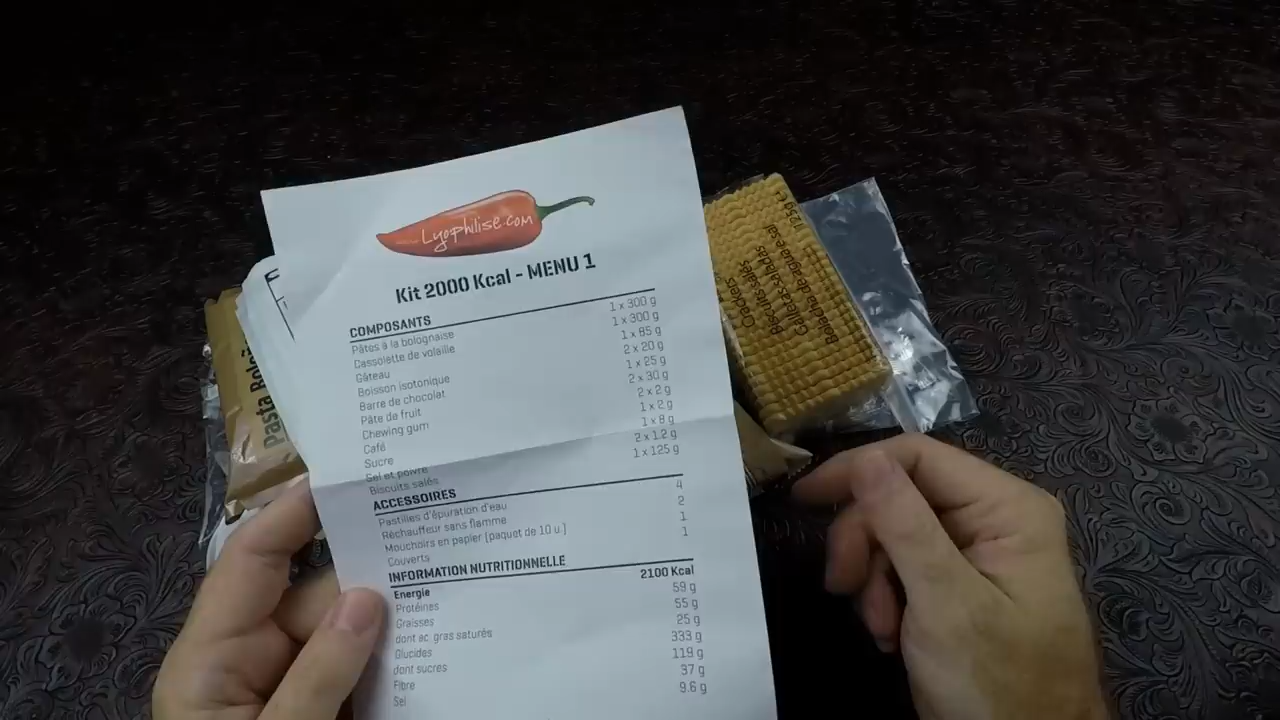 Lyophilise.com
Kit 2000 Kcal - MENU 1
COMPOSANTS
Pâtes à la bolognaise 1 x 300 g
Cassolette de volaille 1 x 300 g
Gâteau 1 x 85 g
Boisson isotonique 2 x 20 g
Barre de chocolat 1 x 25 g
Pâte de fruit 2 x 30 g
Chewing gum 2 x 2 g
Café 1 x 2 g
Sucre 1 x 8 g
Sel et poivre 2 x 1.2 g
Biscuits salés 1 x 125 g
ACCESSOIRES
Pastilles d'épuration d'eau 4
Réchauffeur sans flamme 2
Mouchoirs en papier (paquet de 10 u.) 1
Couverts 1
INFORMATION NUTRITIONNELLE
Energie 2100 Kcal
Protéines 59 g
Graisses 55 g
dont ac. gras saturés 25 g
Glucides 333 g
dont sucres 119 g
Fibre 37 g
Sel 9.6 g
Pasta
Crackers
Biscuits salés
Galletas saladas
Bolacha de agua e sal
125g e